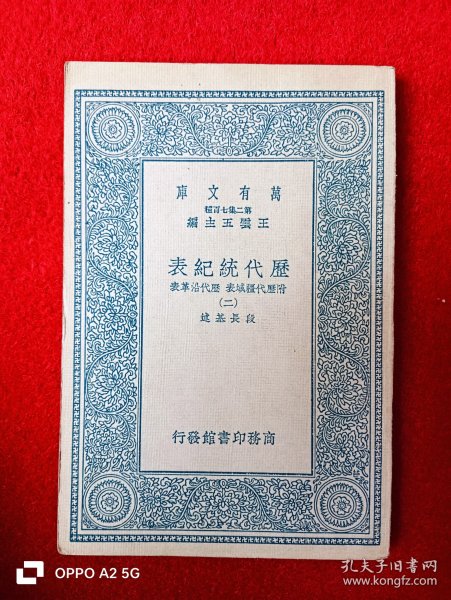 萬有文庫
第二集七百種
王雲五主編
歷代統紀表
附歷代疆域表 歷代沿革表
(二)
段長基述
商務印書館發行
OPPO A2 5G
孔夫子旧书网
www.kongfz.com